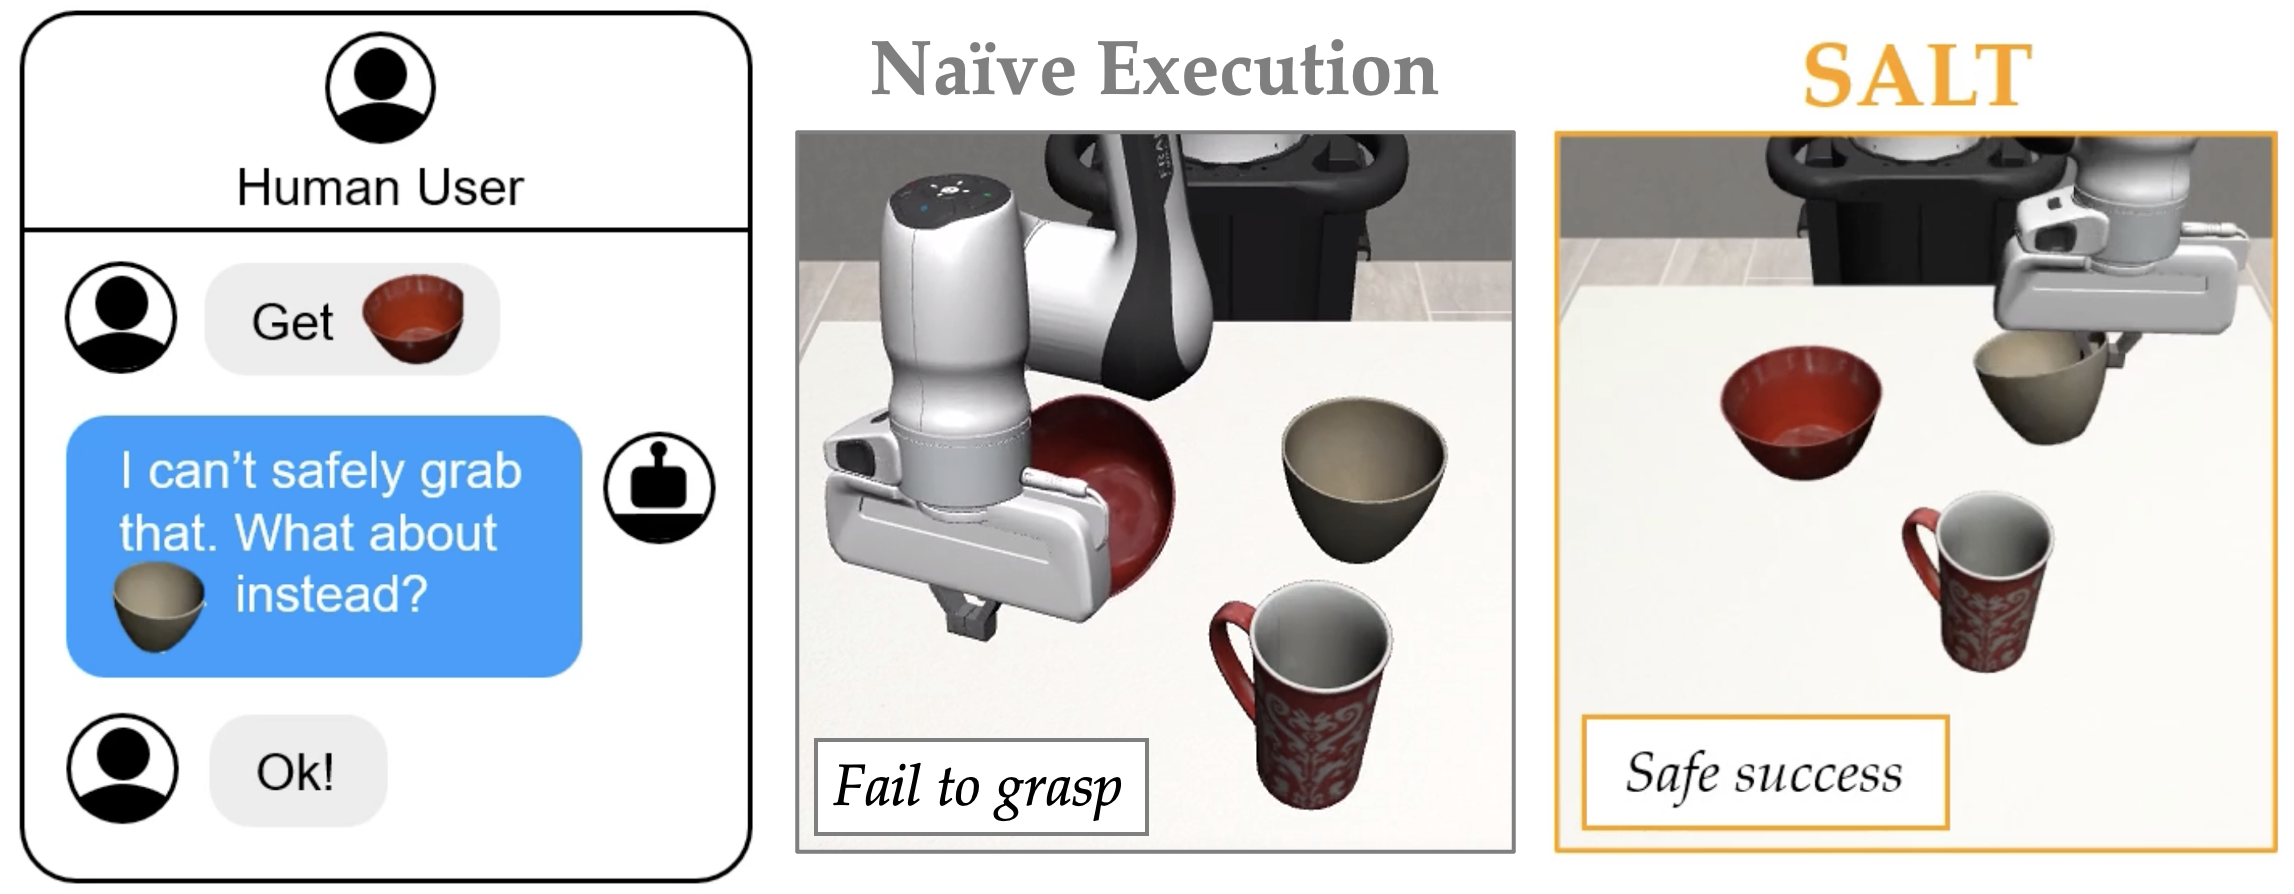 Human User
Get
I can't safely grab
that. What about
instead?
Ok!
Naïve Execution
Fail to grasp
SALT
Safe success